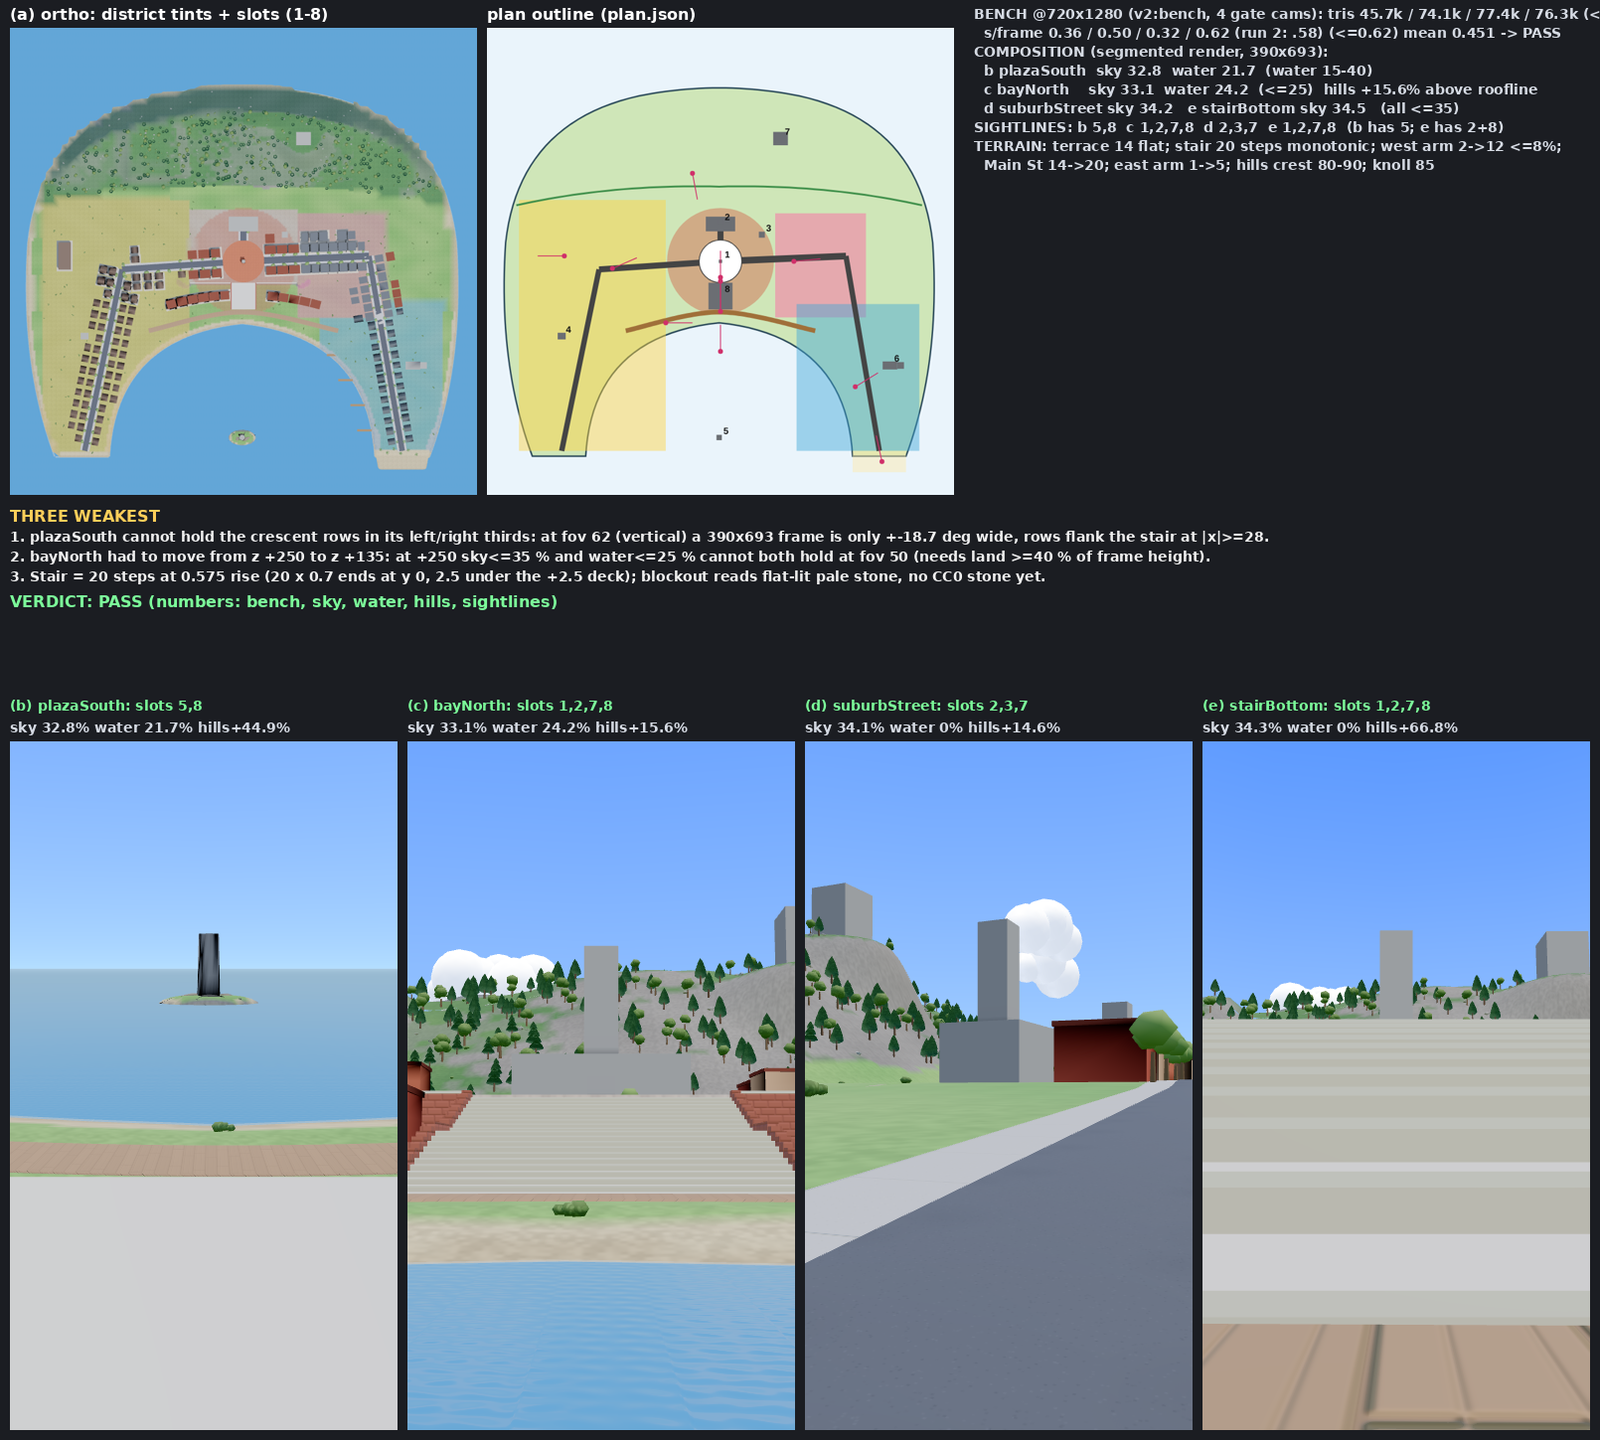 (a) ortho: district tints + slots (1-8)
plan outline (plan.json)
BENCH @720x1280 (v2:bench, 4 gate cams): tris 45.7k / 74.1k / 77.4k / 76.3k (<
s/frame 0.36 / 0.50 / 0.32 / 0.62 (run 2: .58) (<=0.62) mean 0.451 -> PASS
COMPOSITION (segmented render, 390x693):
b plazaSouth sky 32.8 water 21.7 (water 15-40)
c bayNorth sky 33.1 water 24.2 (<=25) hills +15.6% above roofline
d suburbStreet sky 34.2 e stairBottom sky 34.5 (all <=35)
SIGHTLINES: b 5,8 c 1,2,7,8 d 2,3,7 e 1,2,7,8 (b has 5; e has 2+8)
TERRAIN: terrace 14 flat; stair 20 steps monotonic; west arm 2->12 <=8%;
Main St 14->20; east arm 1->5; hills crest 80-90; knoll 85
7
2
3
1
8
4
6
5
THREE WEAKEST
1. plazaSouth cannot hold the crescent rows in its left/right thirds: at fov 62 (vertical) a 390x693 frame is only +-18.7 deg wide, rows flank the stair at |x|>=28.
2. bayNorth had to move from z +250 to z +135: at +250 sky<=35 % and water<=25 % cannot both hold at fov 50 (needs land >=40 % of frame height).
3. Stair = 20 steps at 0.575 rise (20 x 0.7 ends at y 0, 2.5 under the +2.5 deck); blockout reads flat-lit pale stone, no CC0 stone yet.
VERDICT: PASS (numbers: bench, sky, water, hills, sightlines)
(b) plazaSouth: slots 5,8
sky 32.8% water 21.7% hills+44.9%
(c) bayNorth: slots 1,2,7,8
sky 33.1% water 24.2% hills+15.6%
(d) suburbStreet: slots 2,3,7
sky 34.1% water 0% hills+14.6%
(e) stairBottom: slots 1,2,7,8
sky 34.3% water 0% hills+66.8%